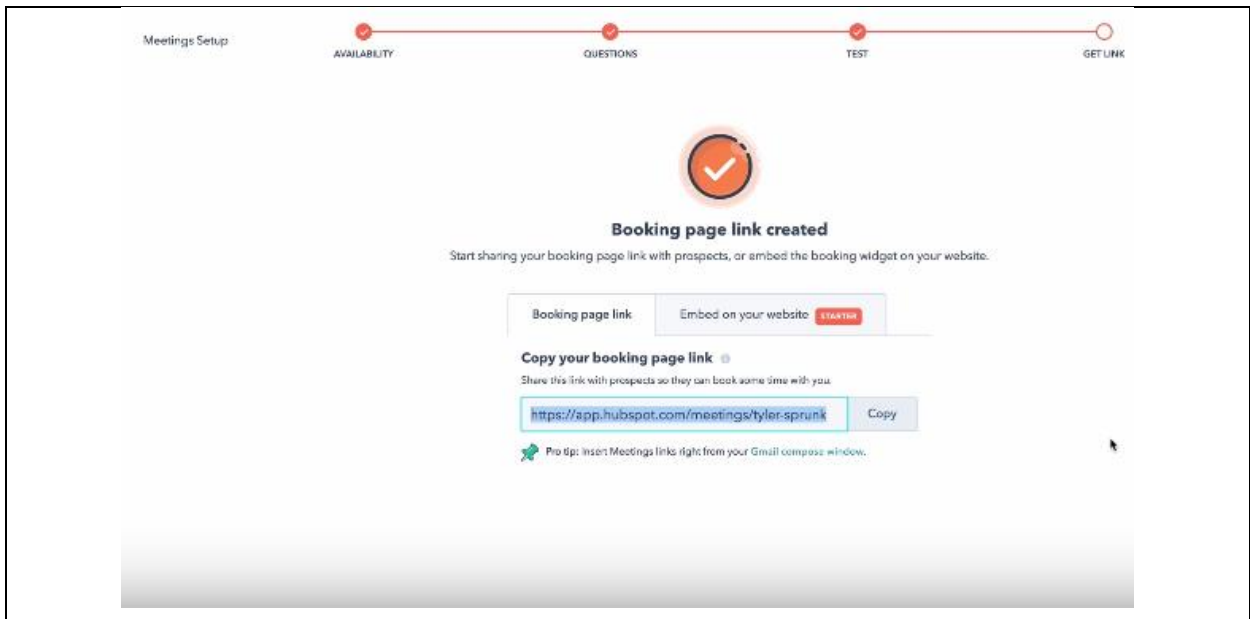 Meetings Setup
AVAILABILITY
QUESTIONS
TEST
GET LINK
Booking page link created
Start sharing your booking page link with prospects, or embed the booking widget on your website.
Booking page link
Embed on your website STARTER
Copy your booking page link
Share this link with prospects so they can book some time with you.
https://app.hubspot.com/meetings/tyler-sprunk
Copy
Pro tip: Insert Meetings links right from your Gmail compose window.